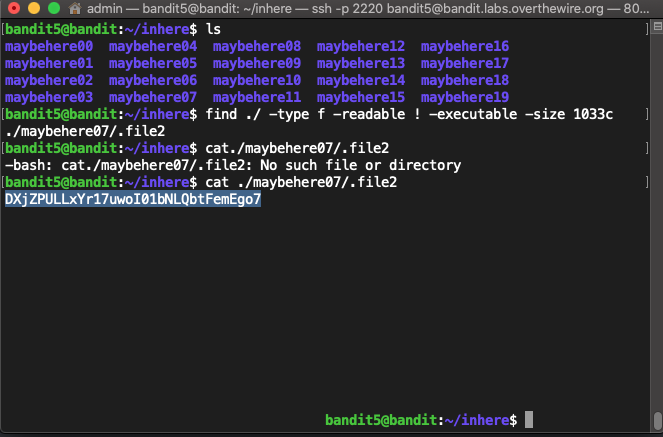 admin — bandit5@bandit: ~/inhere — ssh -p 2220 bandit5@bandit.labs.overthewire.org — 80...
[bandit5@bandit:~/inhere$ ls ]
maybehere00 maybehere04 maybehere08 maybehere12 maybehere16
maybehere01 maybehere05 maybehere09 maybehere13 maybehere17
maybehere02 maybehere06 maybehere10 maybehere14 maybehere18
maybehere03 maybehere07 maybehere11 maybehere15 maybehere19
[bandit5@bandit:~/inhere$ find ./ -type f -readable ! -executable -size 1033c ]
./maybehere07/.file2
[bandit5@bandit:~/inhere$ cat./maybehere07/.file2 ]
-bash: cat./maybehere07/.file2: No such file or directory
[bandit5@bandit:~/inhere$ cat ./maybehere07/.file2 ]
DXjZPULLxYr17uwoI01bNLQbtFemEgo7
bandit5@bandit:~/inhere$